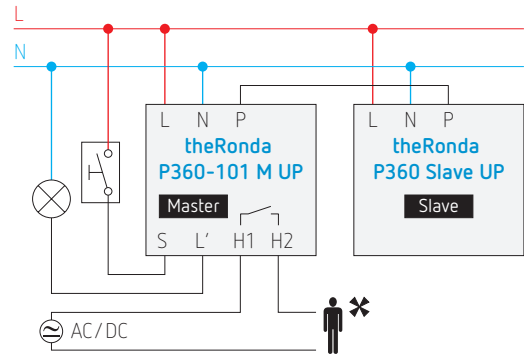 L
N
L N P
theRonda
P360-101 M UP
Master
S L' H1 H2
L N P
theRonda
P360 Slave UP
Slave
AC/DC